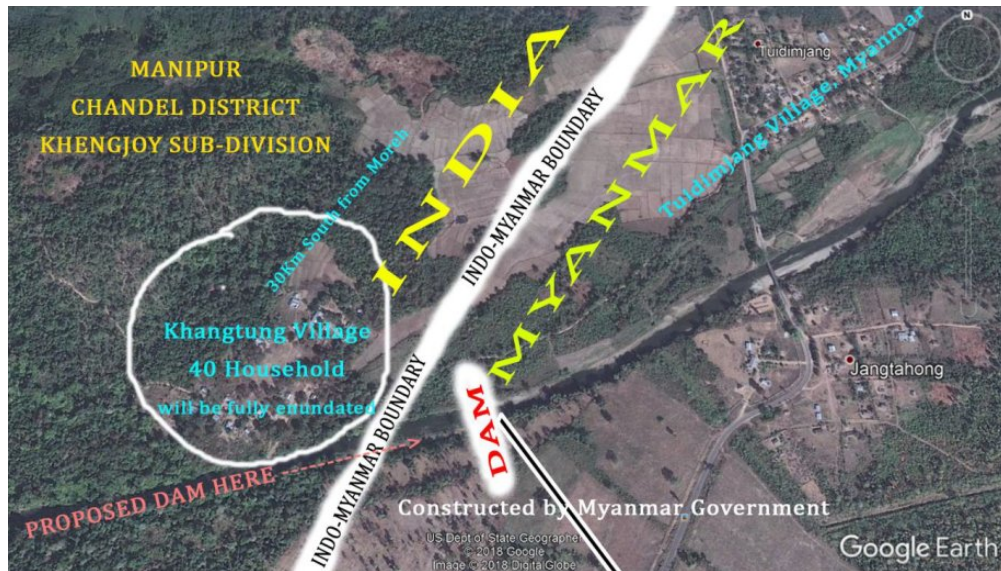 MANIPUR
CHANDEL DISTRICT
KHENGJOY SUB-DIVISION
30Km South from Moreh
INDIA
INDO-MYANMAR BOUNDARY
MYANMAR
Tuidimjang
Tuidimjang Village, Myanmar
N
Khangtung Village
40 Household
will be fully enundated
INDO-MYANMAR BOUNDARY
DAM
Jangtahong
PROPOSED DAM HERE
Constructed by Myanmar Government
US Dept of State Geographer
© 2018 Google
Image © 2018 DigitalGlobe
Google Earth